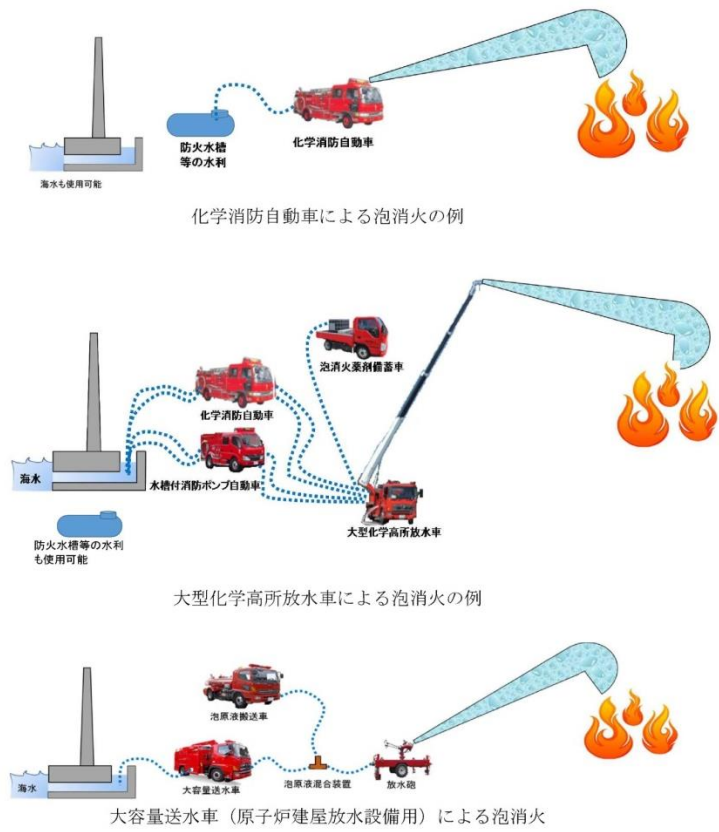 防火水槽
等の水利
化学消防自動車
海水も使用可能
化学消防自動車による泡消火の例
泡消火薬剤備蓄車
化学消防自動車
海水
水槽付消防ポンプ自動車
大型化学高所放水車
防火水槽等の水利
も使用可能
大型化学高所放水車による泡消火の例
泡原液搬送車
海水
大容量送水車
泡原液混合装置
放水砲
大容量送水車（原子炉建屋放水設備用）による泡消火